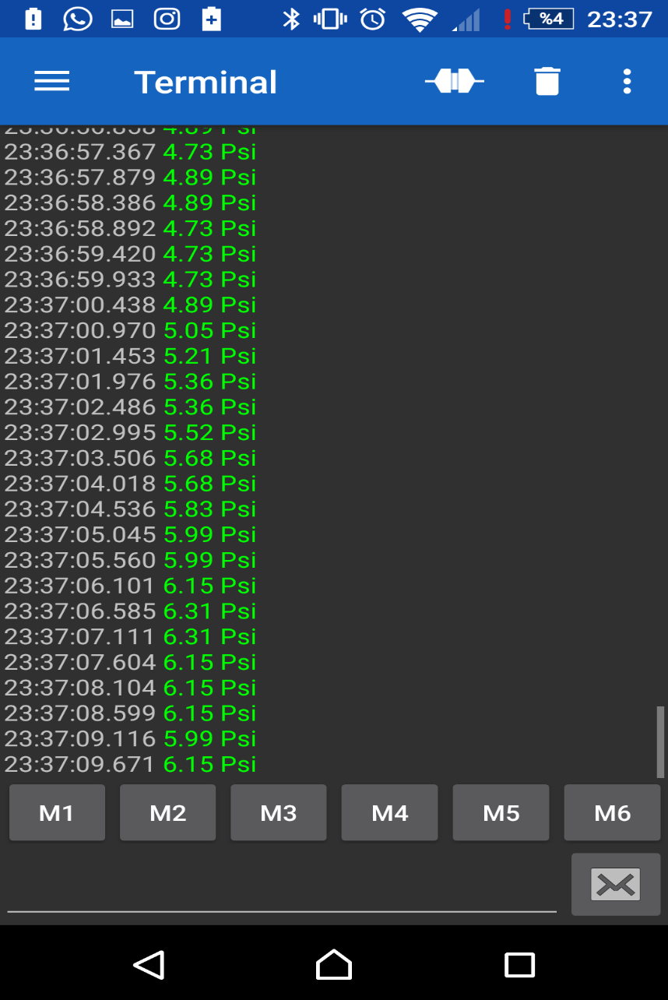 %4 23:37
Terminal
23:36:57.367 4.73 Psi
23:36:57.879 4.89 Psi
23:36:58.386 4.89 Psi
23:36:58.892 4.73 Psi
23:36:59.420 4.73 Psi
23:36:59.933 4.73 Psi
23:37:00.438 4.89 Psi
23:37:00.970 5.05 Psi
23:37:01.453 5.21 Psi
23:37:01.976 5.36 Psi
23:37:02.486 5.36 Psi
23:37:02.995 5.52 Psi
23:37:03.506 5.68 Psi
23:37:04.018 5.68 Psi
23:37:04.536 5.83 Psi
23:37:05.045 5.99 Psi
23:37:05.560 5.99 Psi
23:37:06.101 6.15 Psi
23:37:06.585 6.31 Psi
23:37:07.111 6.31 Psi
23:37:07.604 6.15 Psi
23:37:08.104 6.15 Psi
23:37:08.599 6.15 Psi
23:37:09.116 5.99 Psi
23:37:09.671 6.15 Psi
M1 M2 M3 M4 M5 M6